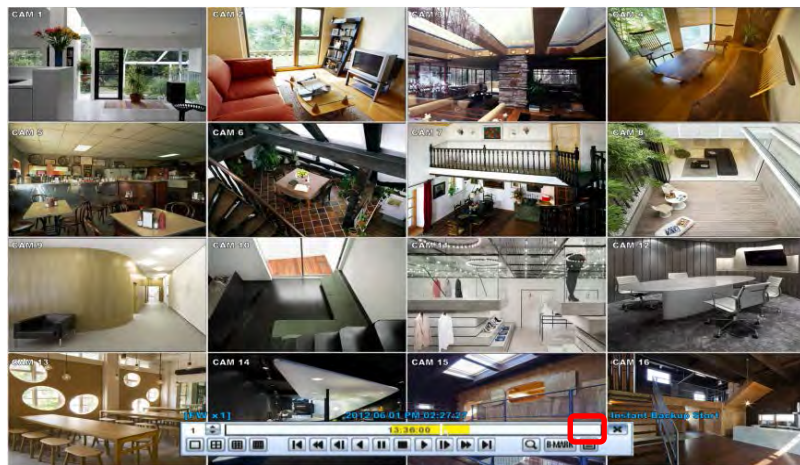 CAM 1 CAM 2 CAM 3 CAM 4
CAM 5 CAM 6 CAM 7 CAM 8
CAM 9 CAM 10 CAM 11 CAM 12
CAM 13 CAM 14 CAM 15 CAM 16
[FW x1] 2012-06-01 PM 02:27:27 Instant Backup Start
1 13:36:00
B-MARK